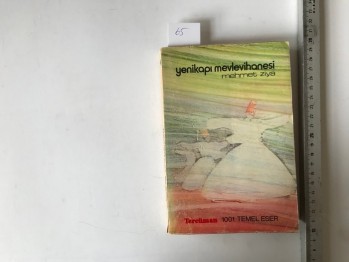 65
yenikapı mevlevihanesi
mehmet ziya
Tercüman 1001 TEMEL ESER